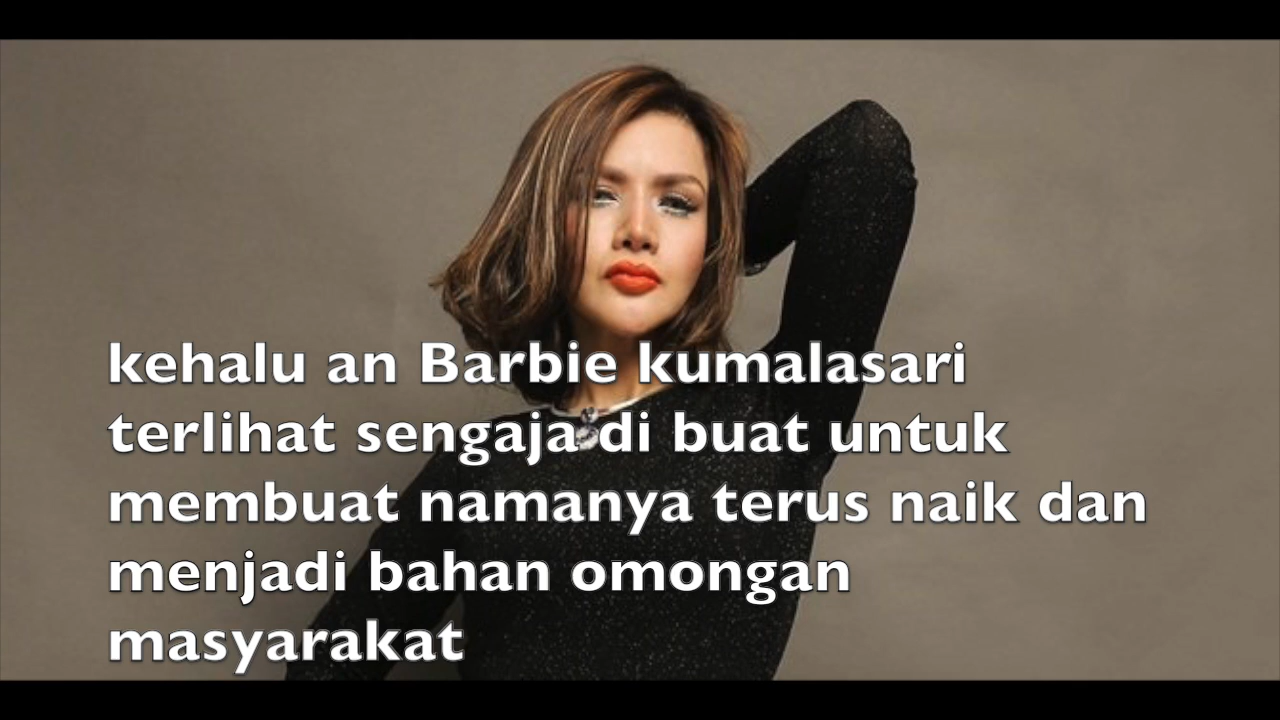 kehalu an Barbie kumalasari
terlihat sengaja di buat untuk
membuat namanya terus naik dan
menjadi bahan omongan
masyarakat